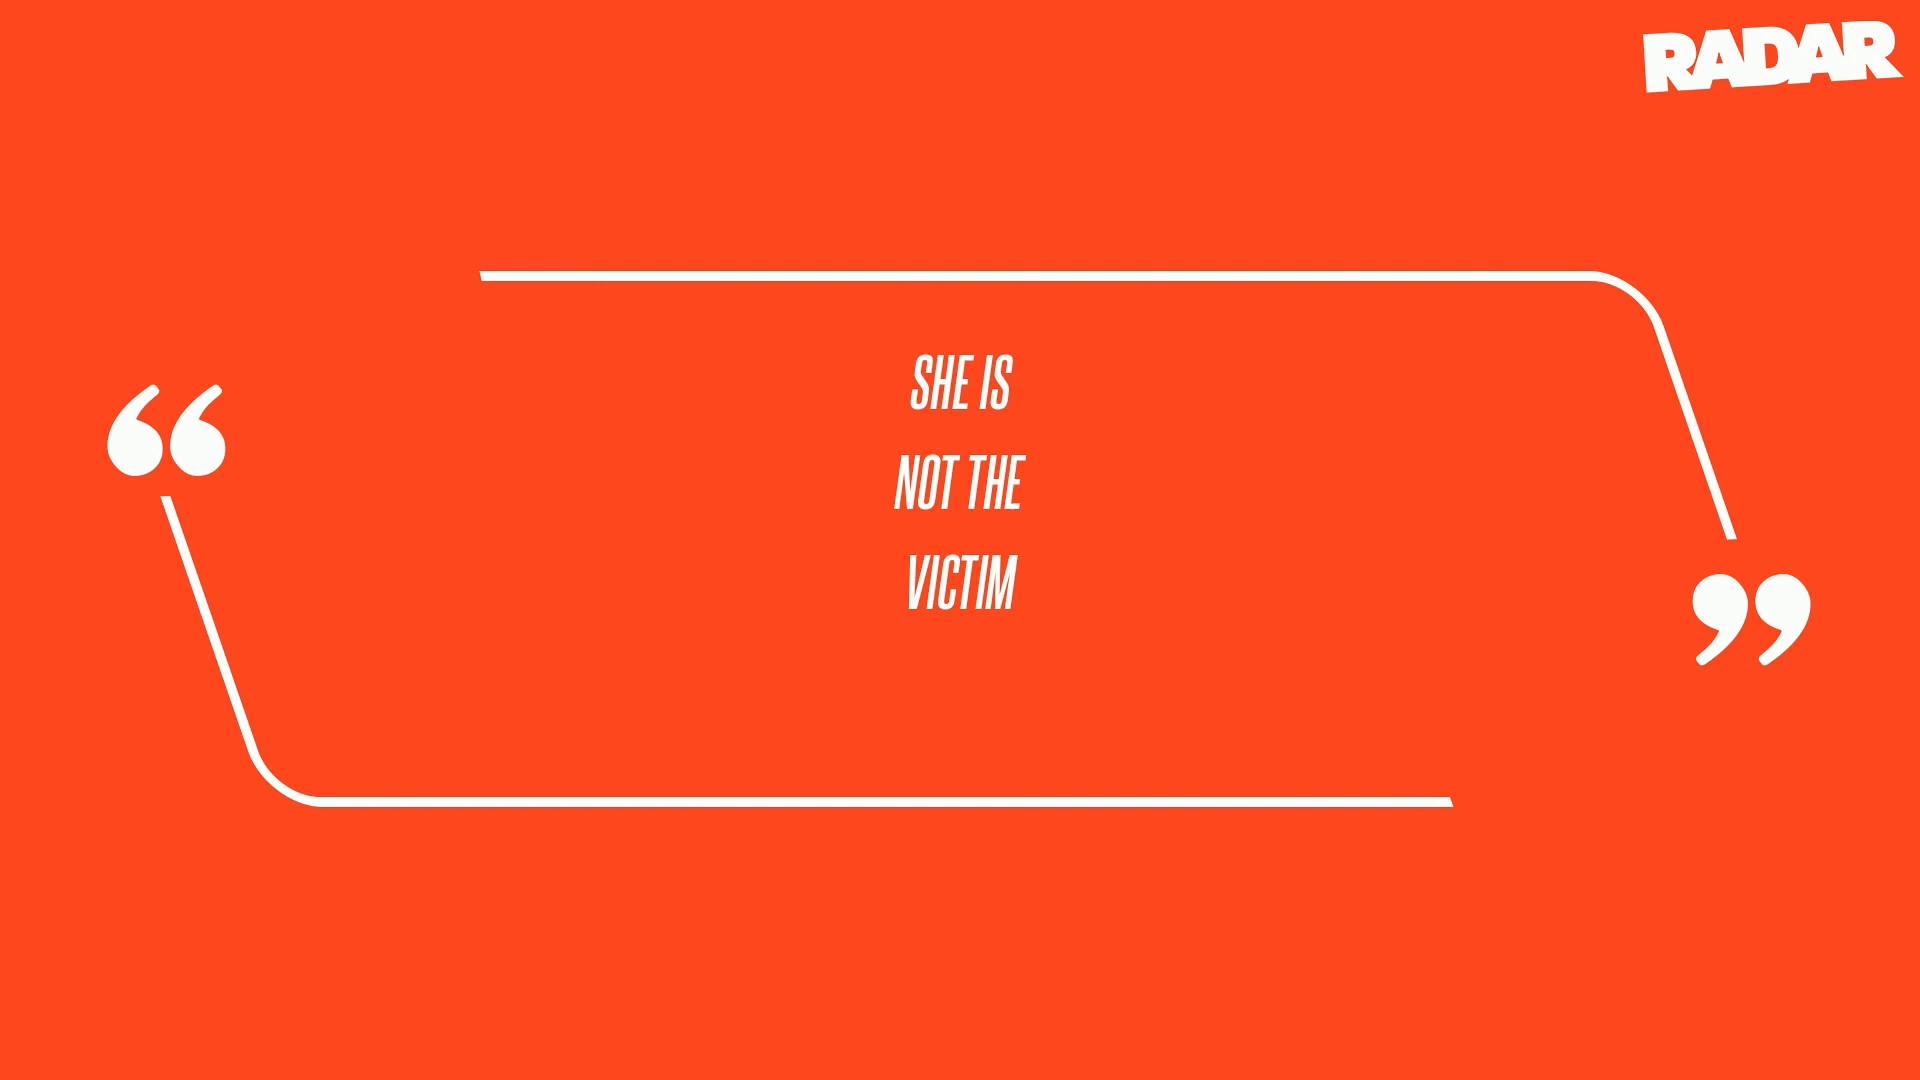 RADAR
“
SHE IS
NOT THE
VICTIM
”